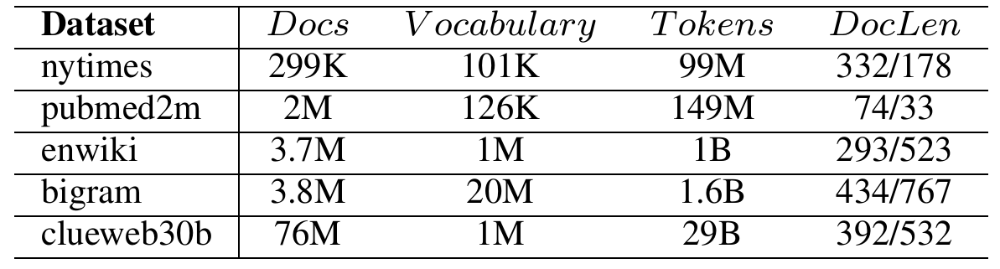 Dataset Docs Vocabulary Tokens DocLen
nytimes 299K 101K 99M 332/178
pubmed2m 2M 126K 149M 74/33
enwiki 3.7M 1M 1B 293/523
bigram 3.8M 20M 1.6B 434/767
clueweb30b 76M 1M 29B 392/532